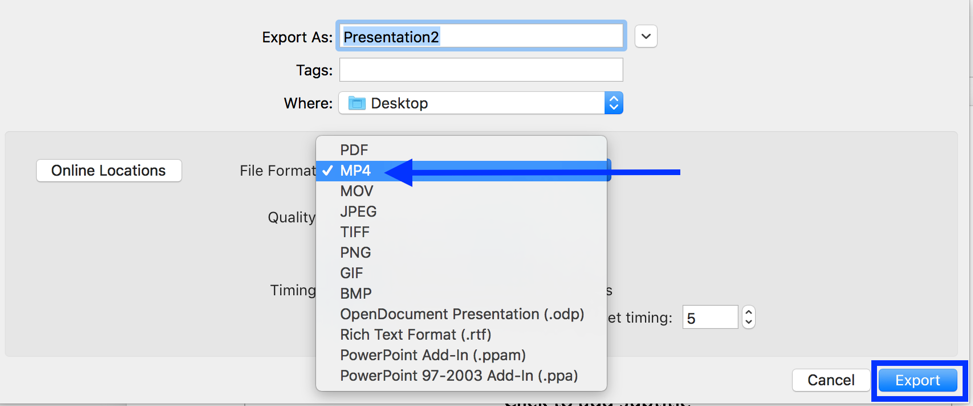 Export As: Presentation2
Tags:
Where: Desktop
Online Locations
File Format
PDF
✓ MP4
MOV
JPEG
TIFF
PNG
GIF
BMP
OpenDocument Presentation (.odp)
Rich Text Format (.rtf)
PowerPoint Add-In (.ppam)
PowerPoint 97-2003 Add-In (.ppa)
Quality
Timing
s
et timing: 5
Cancel
Export